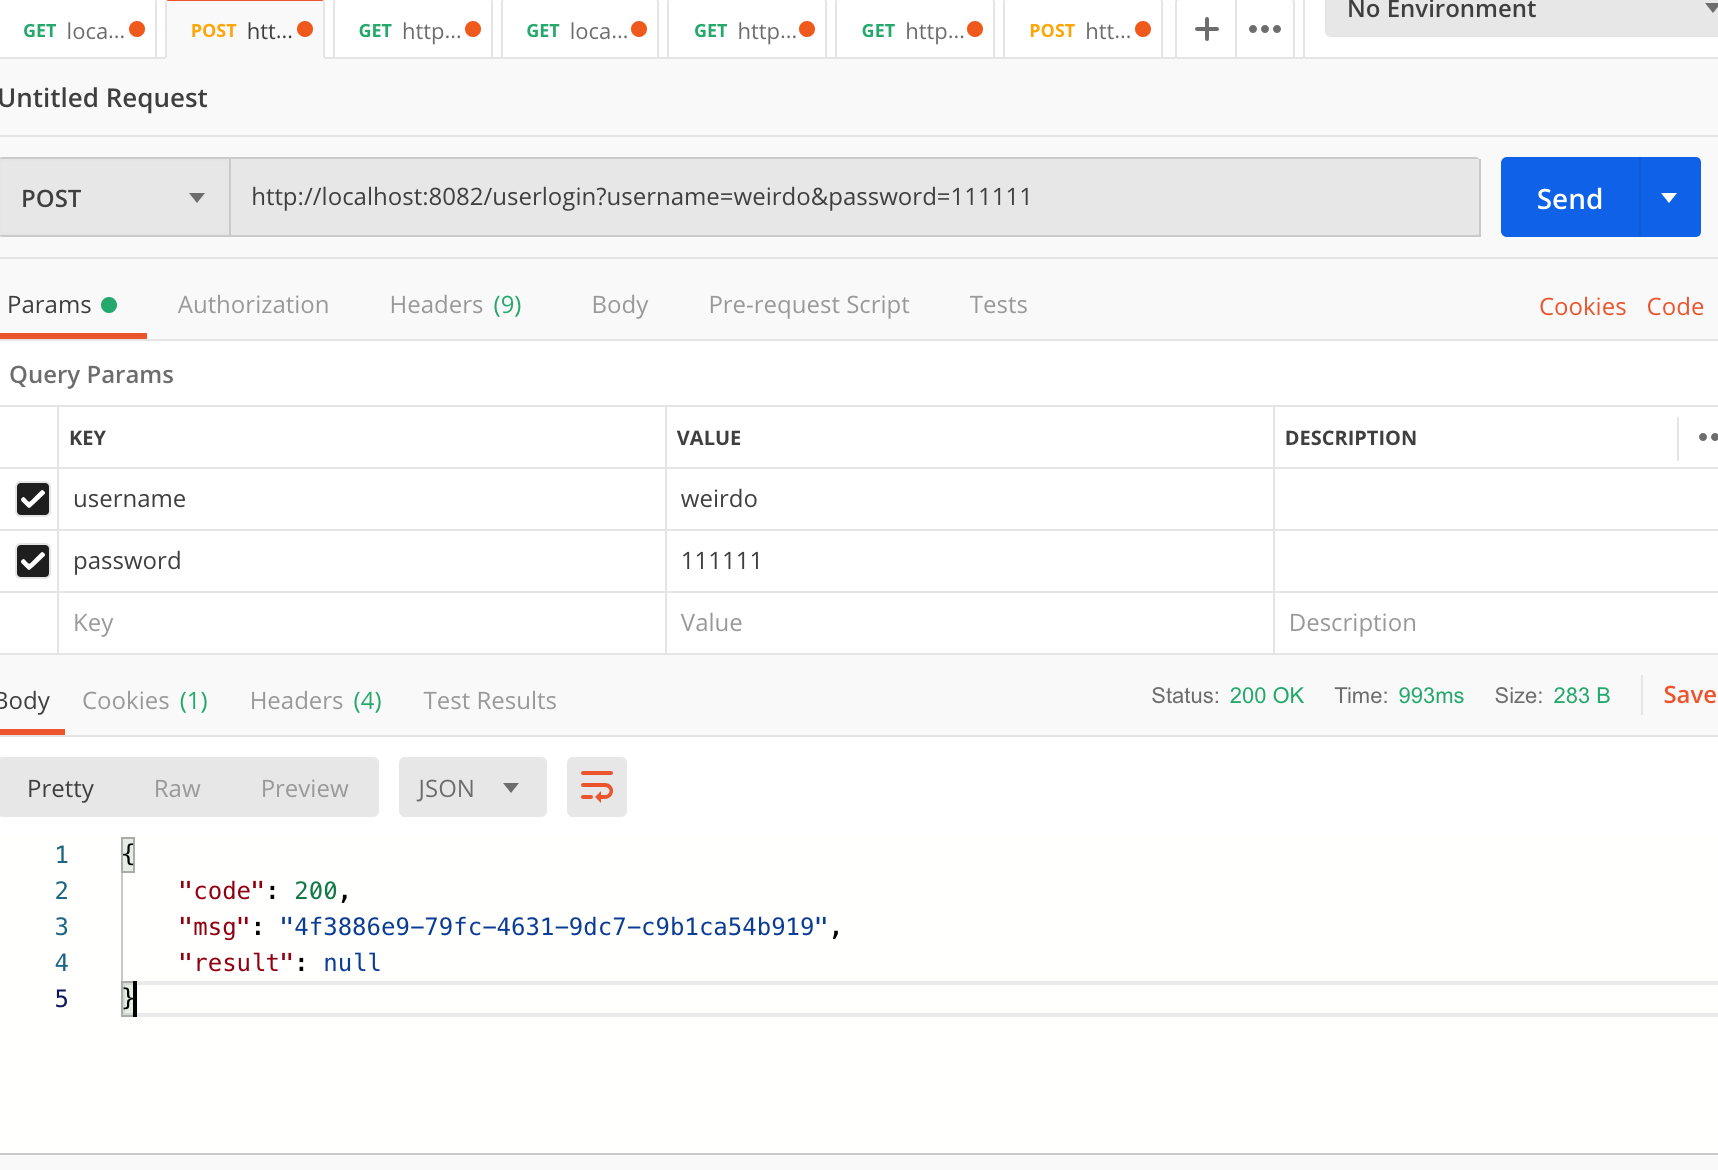 GET loca... POST htt... GET http... GET loca... GET http... GET http... POST htt... + ••• No Environment
Untitled Request
POST http://localhost:8082/userlogin?username=weirdo&password=111111 Send
Params Authorization Headers (9) Body Pre-request Script Tests Cookies Code
Query Params
KEY VALUE DESCRIPTION
username weirdo
password 111111
Key Value Description
Body Cookies (1) Headers (4) Test Results Status: 200 OK Time: 993ms Size: 283 B Save
Pretty Raw Preview JSON
1 {
2 "code": 200,
3 "msg": "4f3886e9-79fc-4631-9dc7-c9b1ca54b919",
4 "result": null
5 }